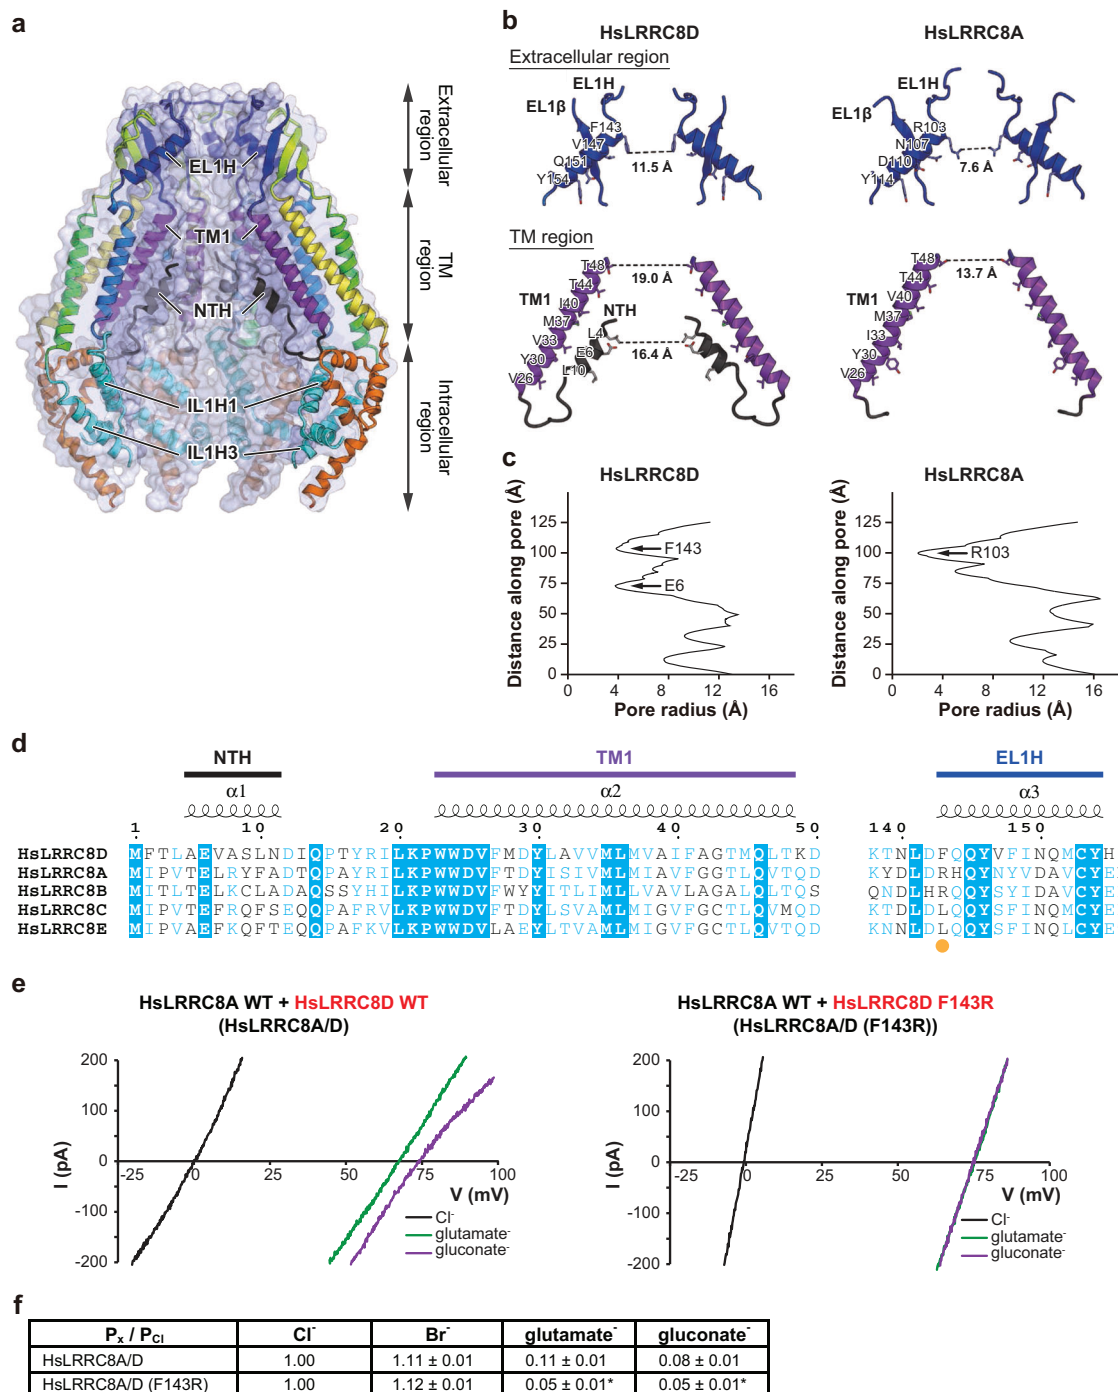 a
Extracellular region
TM region
Intracellular region
EL1H
TM1
NTH
IL1H1
IL1H3
b
HsLRRC8D
HsLRRC8A
Extracellular region
EL1H
EL1β
F143
V147
Q151
Y154
11.5 Å
EL1H
EL1β
R103
N107
D110
Y114
7.6 Å
TM region
T48
T44
I40
M37
V33
Y30
V26
TM1
NTH
L4
E6
L10
19.0 Å
16.4 Å
T48
T44
V40
M37
I33
Y30
V26
TM1
13.7 Å
c
HsLRRC8D
HsLRRC8A
Distance along pore (Å)
125
100
75
50
25
0
F143
E6
0 4 8 12 16
Pore radius (Å)
Distance along pore (Å)
125
100
75
50
25
0
R103
0 4 8 12 16
Pore radius (Å)
d
NTH TM1 EL1H
α1 α2 α3
1 10 20 30 40 50 140 150
HsLRRC8D MFTLAEVASLNDIQPTYRILKPWWDVFMDYLAVVMLMVAIFAGTMQLTKD KTNLDFQQYVFINQMCYH
HsLRRC8A MIPVTELRYFADTQPAYRILKPWWDVFTDYISIVMLMIAVFGGTLQVTQD KYDLDRHQYNYVDAVCYE
HsLRRC8B MITLTELKCLADAQSSYHILKPWWDVFWYYITLIMLLVAVLAGALQLTQS QNDLHRQQYSYIDAVCYE
HsLRRC8C MIPVTEFRQFSEQQPAFRVLKPWWDVFTDYLSVAMLMIGVFGCTLQVMQD KTDLDLQQYSFINQMCYE
HsLRRC8E MIPVAEFKQFTEQQPAFKVLKPWWDVLAEYLTVAMLMIGVFGCTLQVTQD KNNLDLQQYSFINQLCYE
e
HsLRRC8A WT + HsLRRC8D WT
(HsLRRC8A/D)
HsLRRC8A WT + HsLRRC8D F143R
(HsLRRC8A/D (F143R))
I (pA)
200
100
0
-100
-200
-25 0 25 50 75 100
V (mV)
Cl⁻
glutamate⁻
gluconate⁻
I (pA)
200
100
0
-100
-200
-25 0 25 50 75 100
V (mV)
Cl⁻
glutamate⁻
gluconate⁻
f
Px / PCl Cl⁻ Br⁻ glutamate⁻ gluconate⁻
HsLRRC8A/D 1.00 1.11 ± 0.01 0.11 ± 0.01 0.08 ± 0.01
HsLRRC8A/D (F143R) 1.00 1.12 ± 0.01 0.05 ± 0.01* 0.05 ± 0.01*